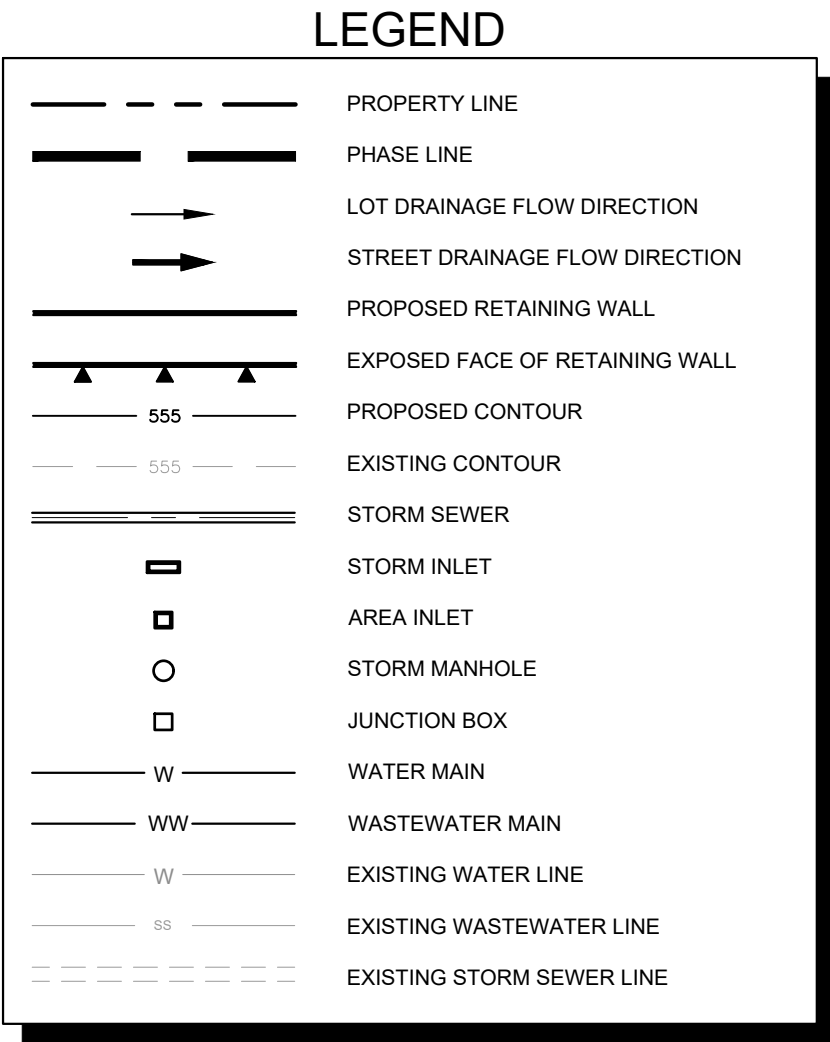 LEGEND
PROPERTY LINE
PHASE LINE
LOT DRAINAGE FLOW DIRECTION
STREET DRAINAGE FLOW DIRECTION
PROPOSED RETAINING WALL
EXPOSED FACE OF RETAINING WALL
555 PROPOSED CONTOUR
555 EXISTING CONTOUR
STORM SEWER
STORM INLET
AREA INLET
STORM MANHOLE
JUNCTION BOX
W WATER MAIN
WW WASTEWATER MAIN
W EXISTING WATER LINE
SS EXISTING WASTEWATER LINE
EXISTING STORM SEWER LINE